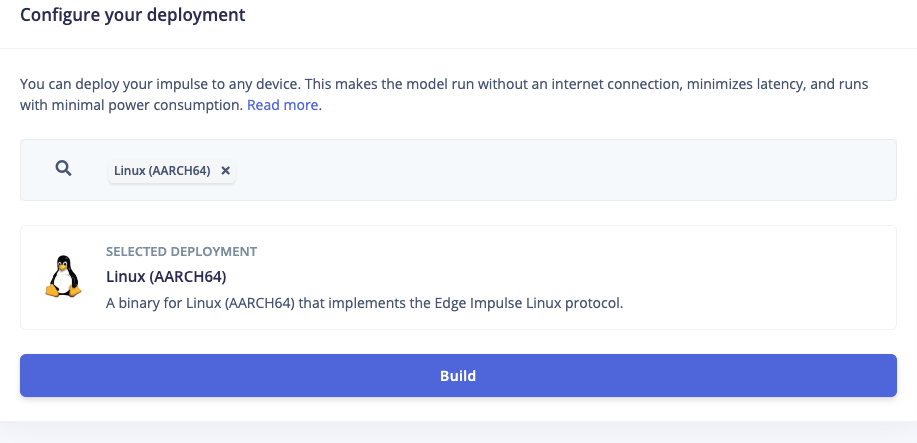 Configure your deployment
You can deploy your impulse to any device. This makes the model run without an internet connection, minimizes latency, and runs
with minimal power consumption. Read more.
Linux (AARCH64) ×
SELECTED DEPLOYMENT
Linux (AARCH64)
A binary for Linux (AARCH64) that implements the Edge Impulse Linux protocol.
Build